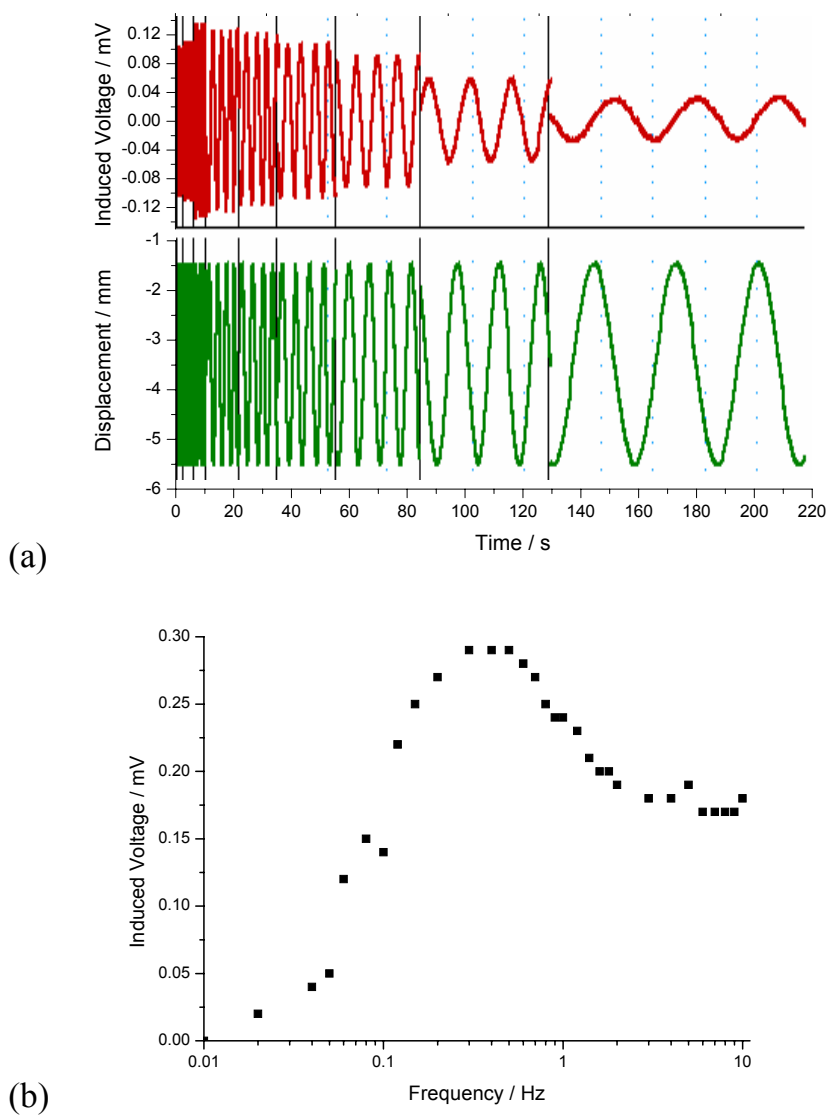 Induced Voltage / mV
0.12
0.08
0.04
0.00
-0.04
-0.08
-0.12
Displacement / mm
-1
-2
-3
-4
-5
-6
0 20 40 60 80 100 120 140 160 180 200 220
Time / s
(a)
Induced Voltage / mV
0.30
0.25
0.20
0.15
0.10
0.05
0.00
0.01 0.1 1 10
Frequency / Hz
(b)